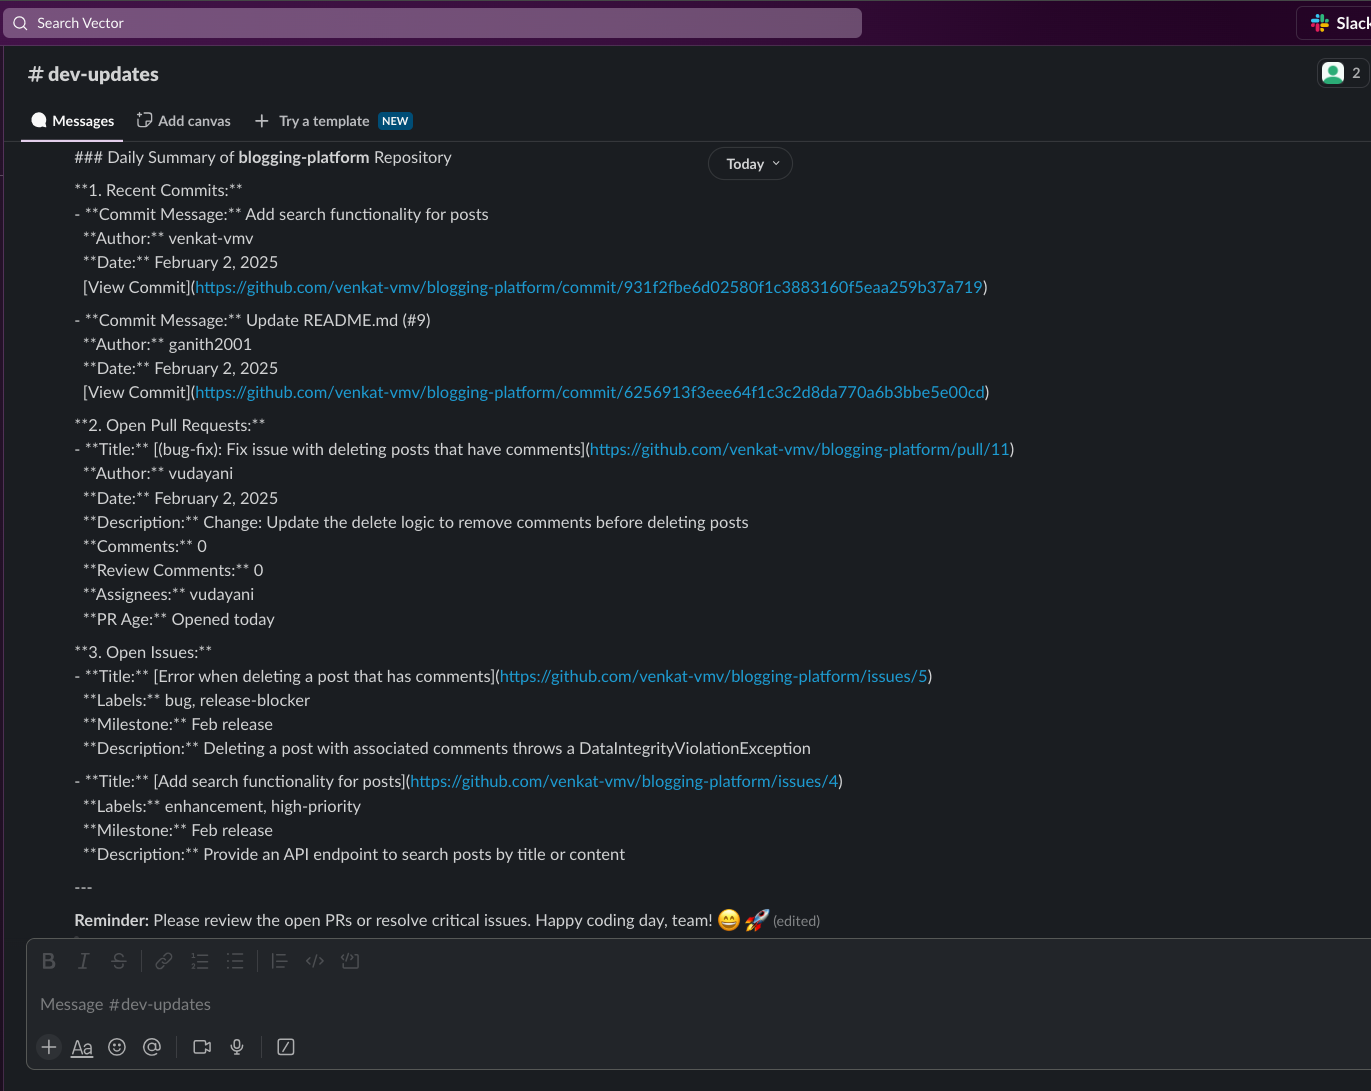 Search Vector
Slack
# dev-updates
2
Messages
Add canvas
Try a template NEW
### Daily Summary of blogging-platform Repository
Today
**1. Recent Commits:**
- **Commit Message:** Add search functionality for posts
**Author:** venkat-vmv
**Date:** February 2, 2025
[View Commit](https://github.com/venkat-vmv/blogging-platform/commit/931f2fbe6d02580f1c3883160f5eaa259b37a719)
- **Commit Message:** Update README.md (#9)
**Author:** ganith2001
**Date:** February 2, 2025
[View Commit](https://github.com/venkat-vmv/blogging-platform/commit/6256913f3eee64f1c3c2d8da770a6b3bbe5e00cd)
**2. Open Pull Requests:**
- **Title:** [(bug-fix): Fix issue with deleting posts that have comments](https://github.com/venkat-vmv/blogging-platform/pull/11)
**Author:** vudayani
**Date:** February 2, 2025
**Description:** Change: Update the delete logic to remove comments before deleting posts
**Comments:** 0
**Review Comments:** 0
**Assignees:** vudayani
**PR Age:** Opened today
**3. Open Issues:**
- **Title:** [Error when deleting a post that has comments](https://github.com/venkat-vmv/blogging-platform/issues/5)
**Labels:** bug, release-blocker
**Milestone:** Feb release
**Description:** Deleting a post with associated comments throws a DataIntegrityViolationException
- **Title:** [Add search functionality for posts](https://github.com/venkat-vmv/blogging-platform/issues/4)
**Labels:** enhancement, high-priority
**Milestone:** Feb release
**Description:** Provide an API endpoint to search posts by title or content
---
Reminder: Please review the open PRs or resolve critical issues. Happy coding day, team! 😄 🚀 (edited)
Message #dev-updates
Aa